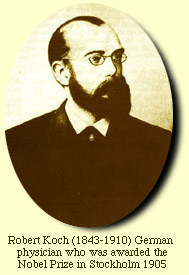 Robert Koch (1843-1910) German
physician who was awarded the
Nobel Prize in Stockholm 1905